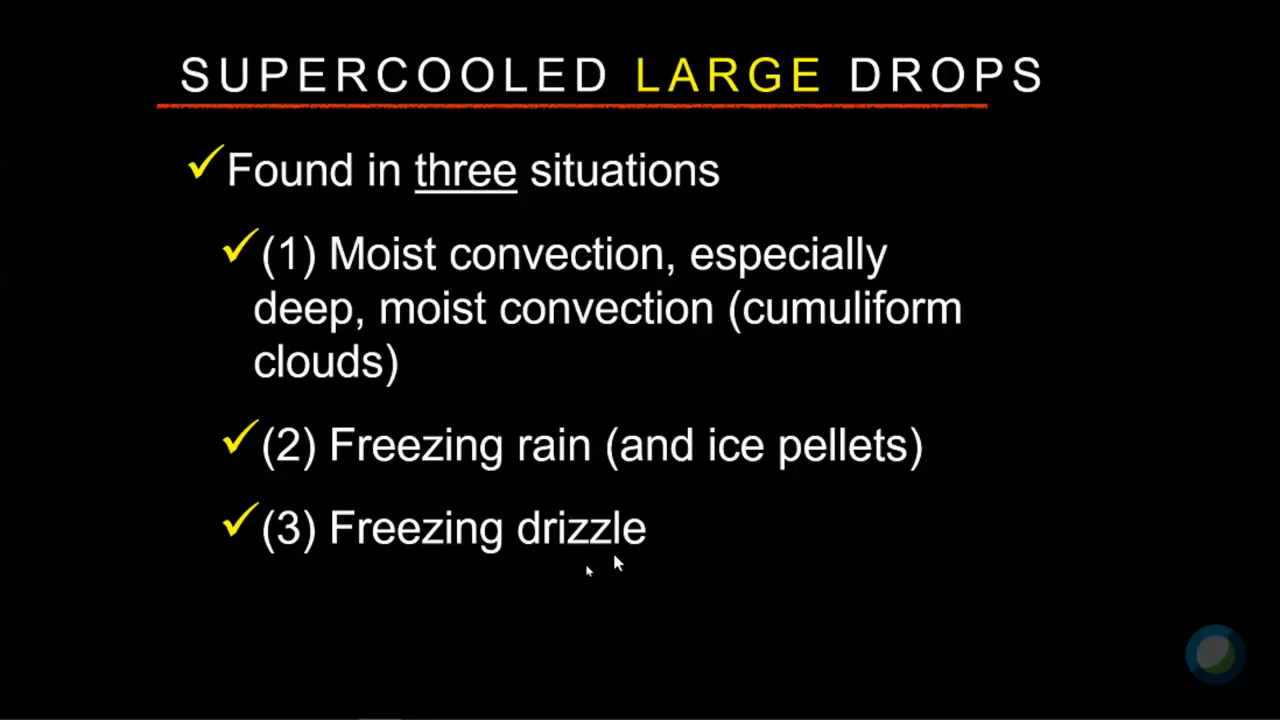 SUPERCOOLED LARGE DROPS
Found in three situations
(1) Moist convection, especially
deep, moist convection (cumuliform
clouds)
(2) Freezing rain (and ice pellets)
(3) Freezing drizzle